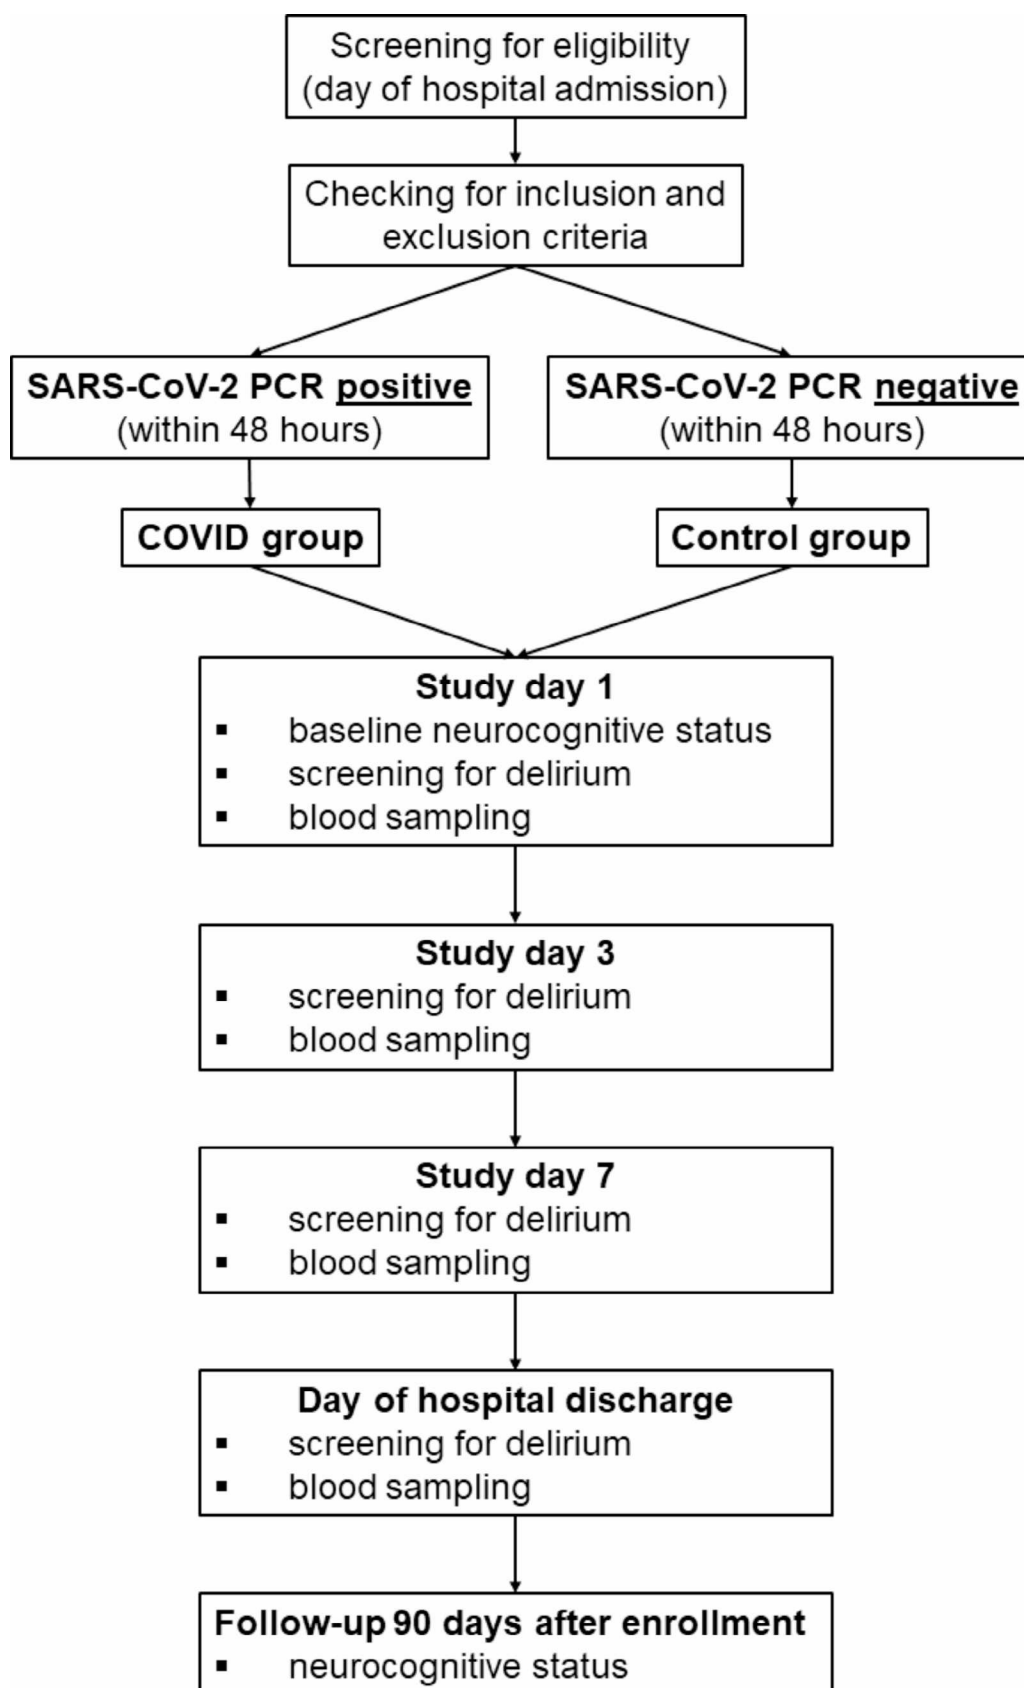 Screening for eligibility
(day of hospital admission)
Checking for inclusion and
exclusion criteria
SARS-CoV-2 PCR positive
(within 48 hours)
SARS-CoV-2 PCR negative
(within 48 hours)
COVID group
Control group
Study day 1
▪ baseline neurocognitive status
▪ screening for delirium
▪ blood sampling
Study day 3
▪ screening for delirium
▪ blood sampling
Study day 7
▪ screening for delirium
▪ blood sampling
Day of hospital discharge
▪ screening for delirium
▪ blood sampling
Follow-up 90 days after enrollment
▪ neurocognitive status